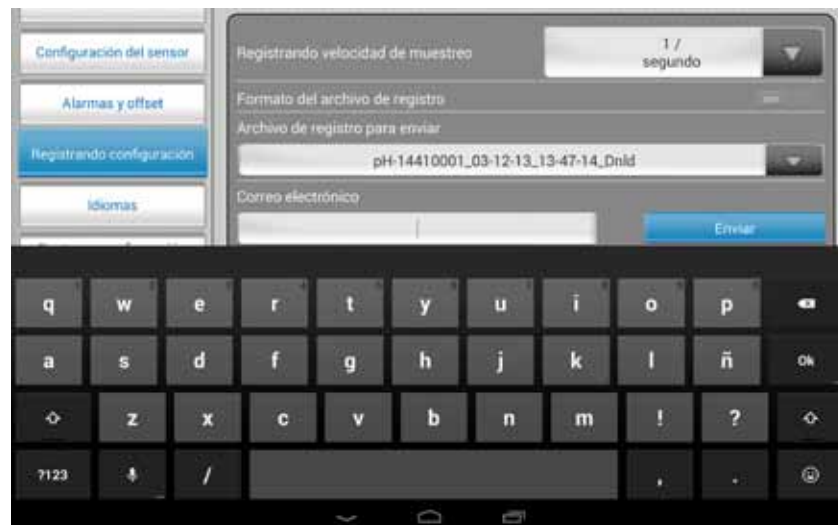 Configuración del sensor
Alarmas y offset
Registrando configuración
Idiomas
Registrando velocidad de muestreo
1 /
segundo
Formato del archivo de registro
Archivo de registro para enviar
pH-14410001_03-12-13_13-47-14_Dnld
Correo electrónico
Enviar
q w e r t y u i o p
a s d f g h j k l ñ Ok
z x c v b n m ! ?
?123 / , .